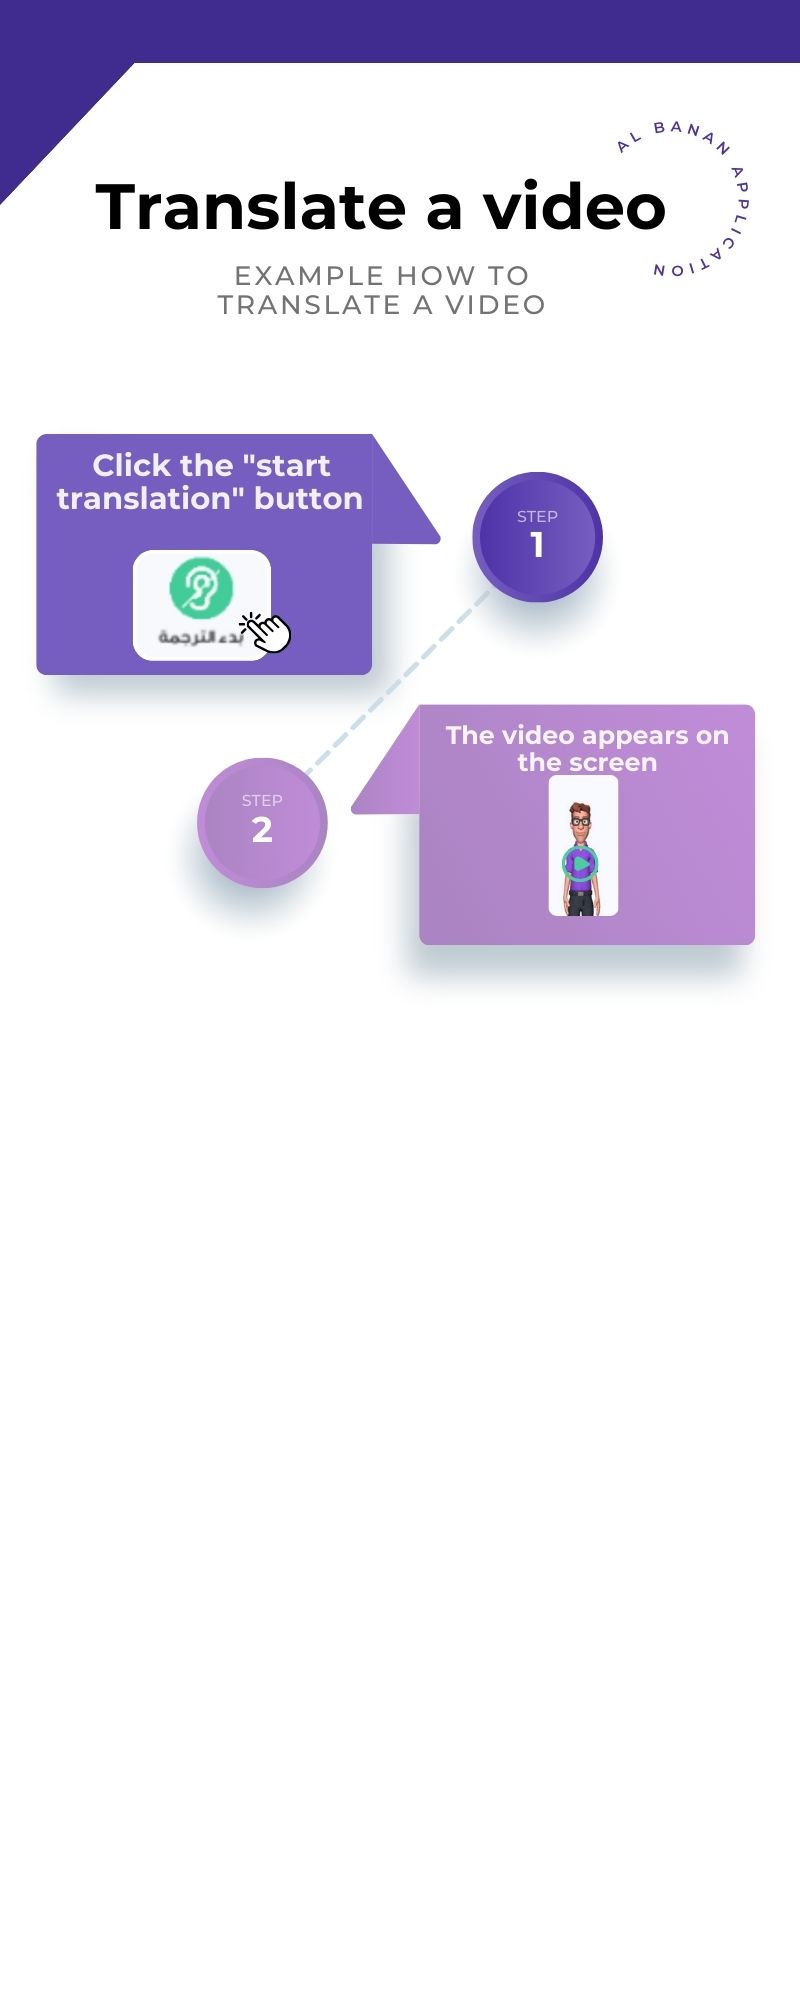 AL BANAN APPLICATION
Translate a video
EXAMPLE HOW TO
TRANSLATE A VIDEO
Click the "start
translation" button
بدء الترجمة
STEP
1
The video appears on
the screen
STEP
2